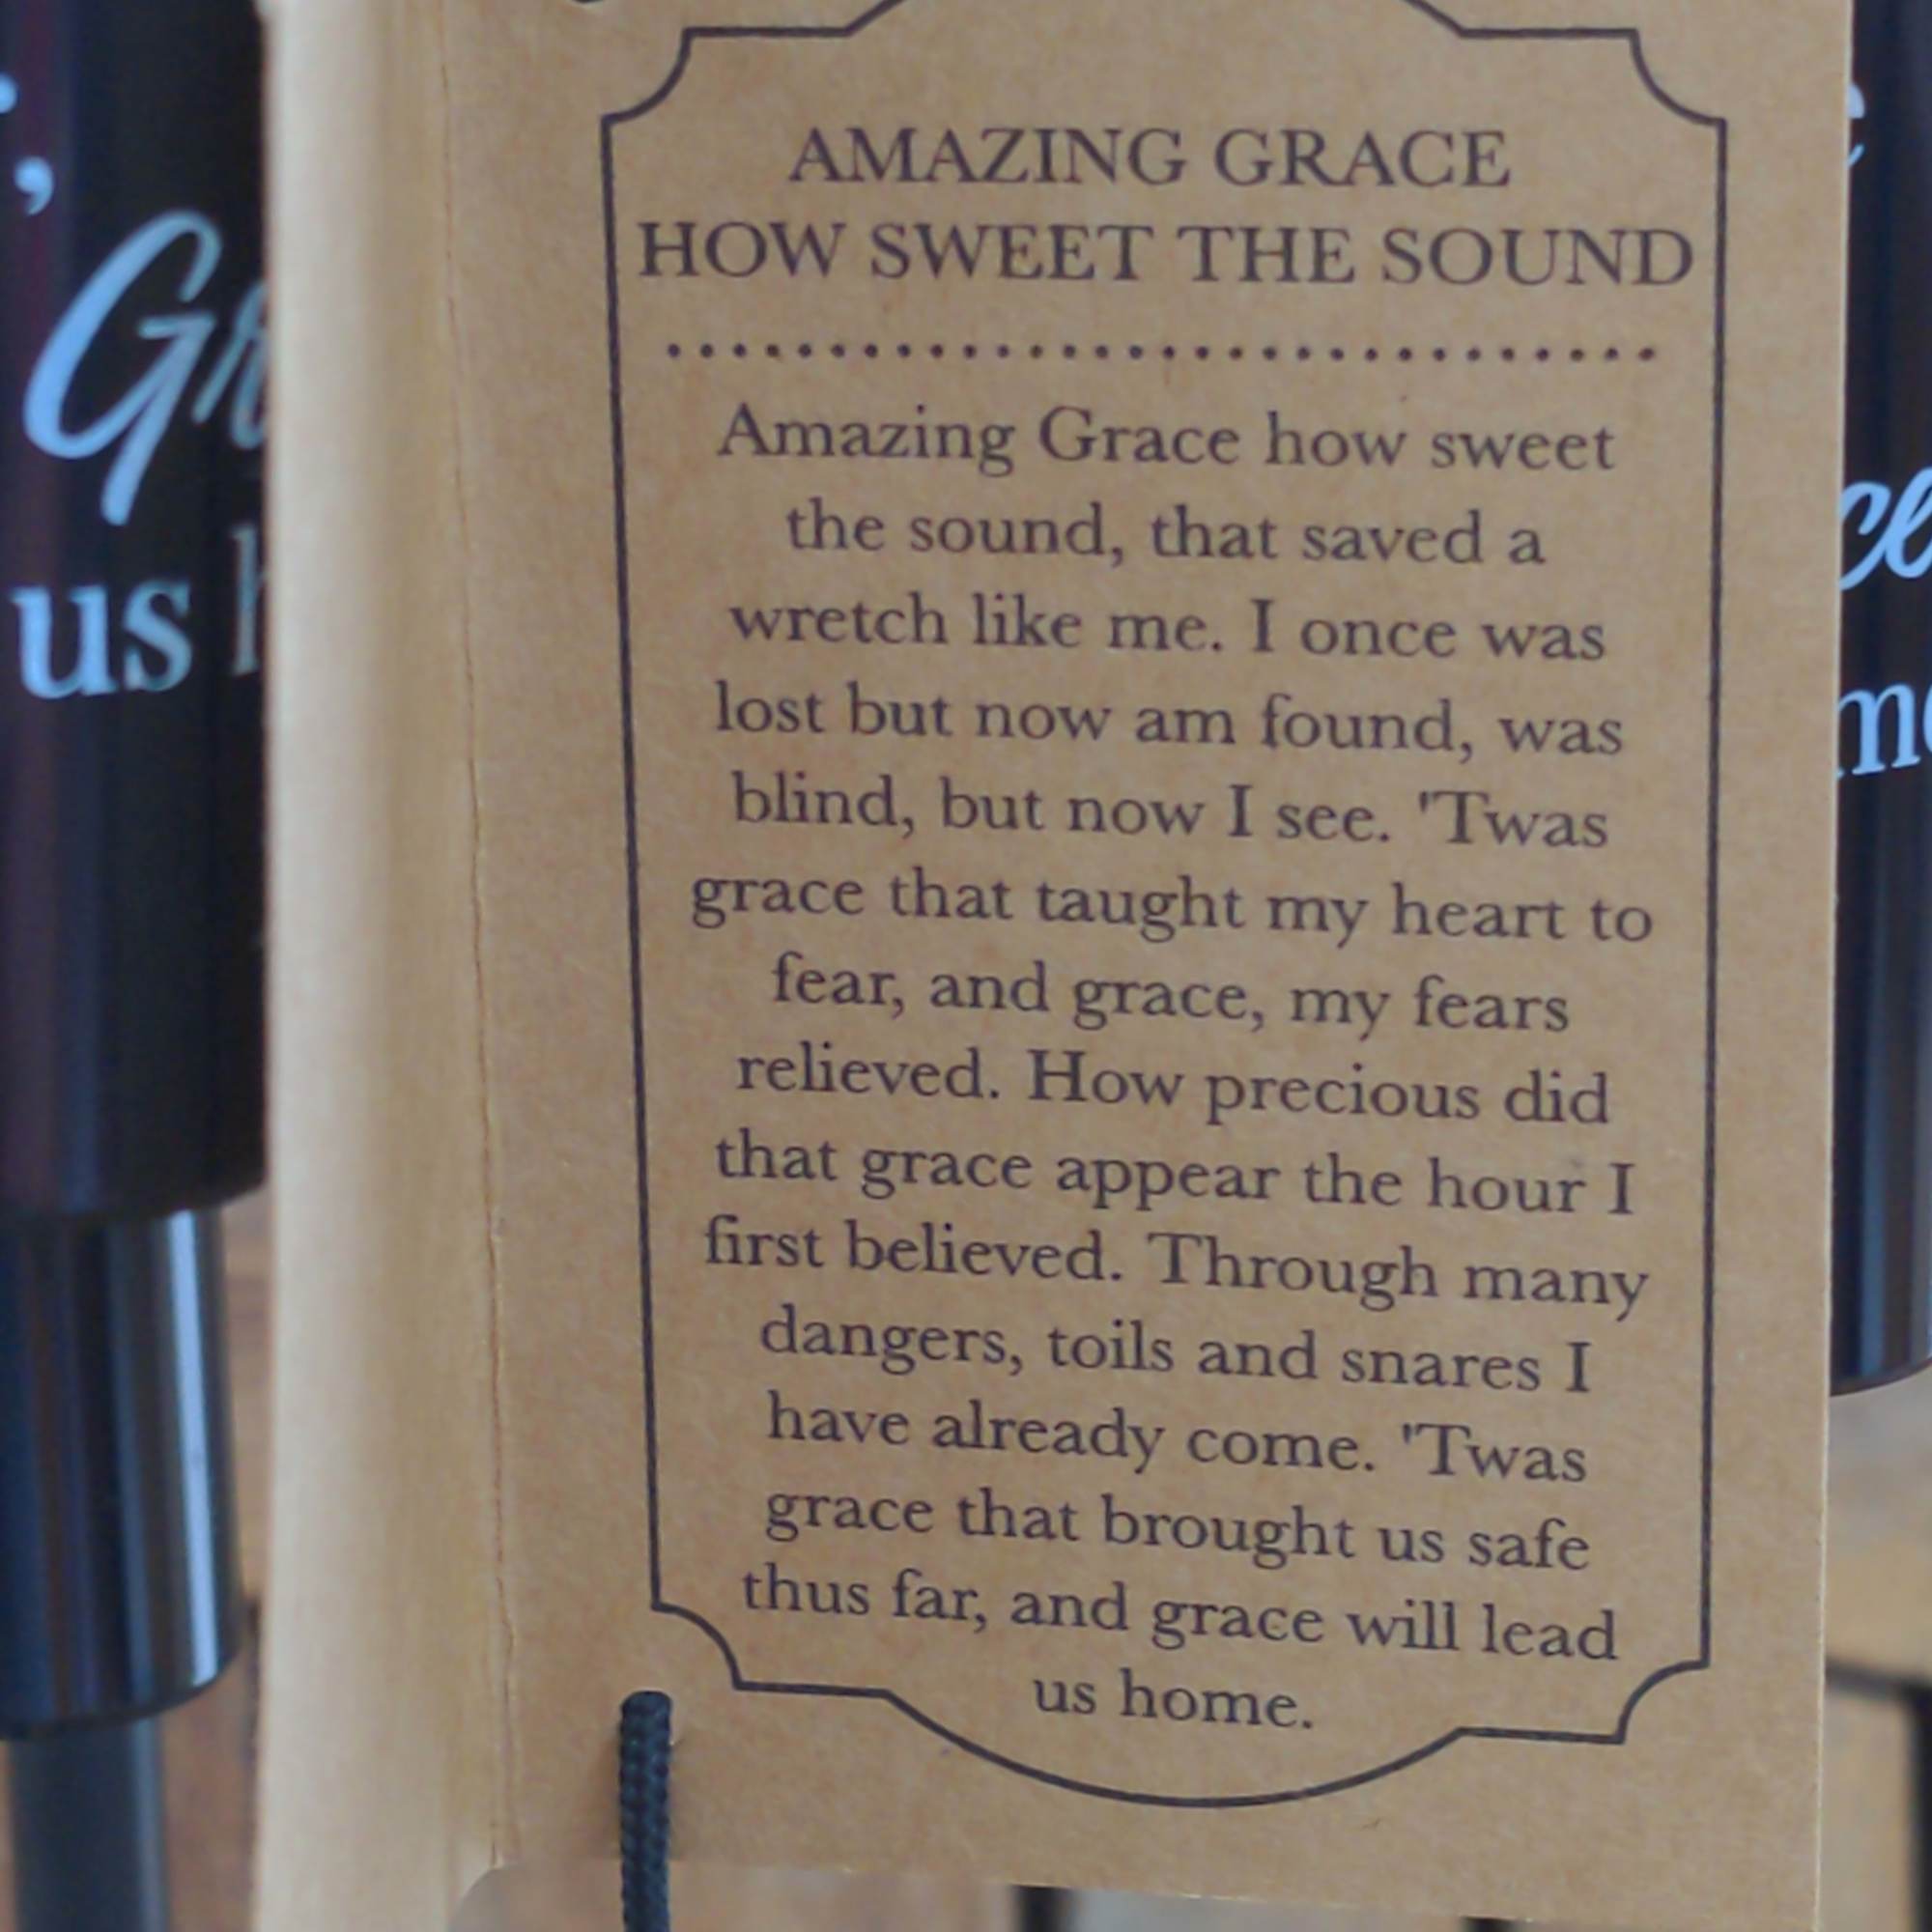 AMAZING GRACE
HOW SWEET THE SOUND
Amazing Grace how sweet
the sound, that saved a
wretch like me. I once was
lost but now am found, was
blind, but now I see. 'Twas
grace that taught my heart to
fear, and grace, my fears
relieved. How precious did
that grace appear the hour I
first believed. Through many
dangers, toils and snares I
have already come. 'Twas
grace that brought us safe
thus far, and grace will lead
us home.
us